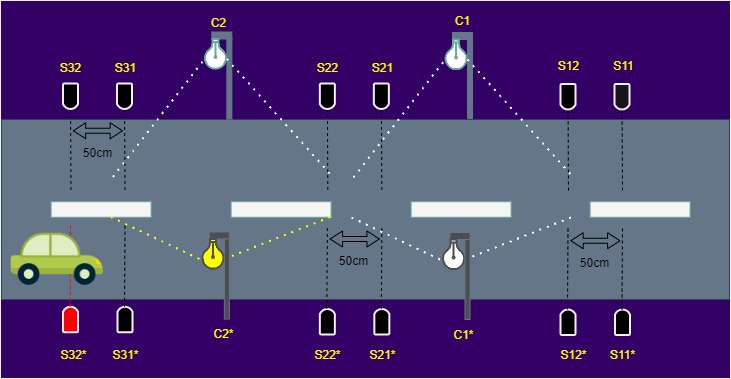 C2
C1
S32
S31
S22
S21
S12
S11
50cm
50cm
50cm
C2*
C1*
S32*
S31*
S22*
S21*
S12*
S11*